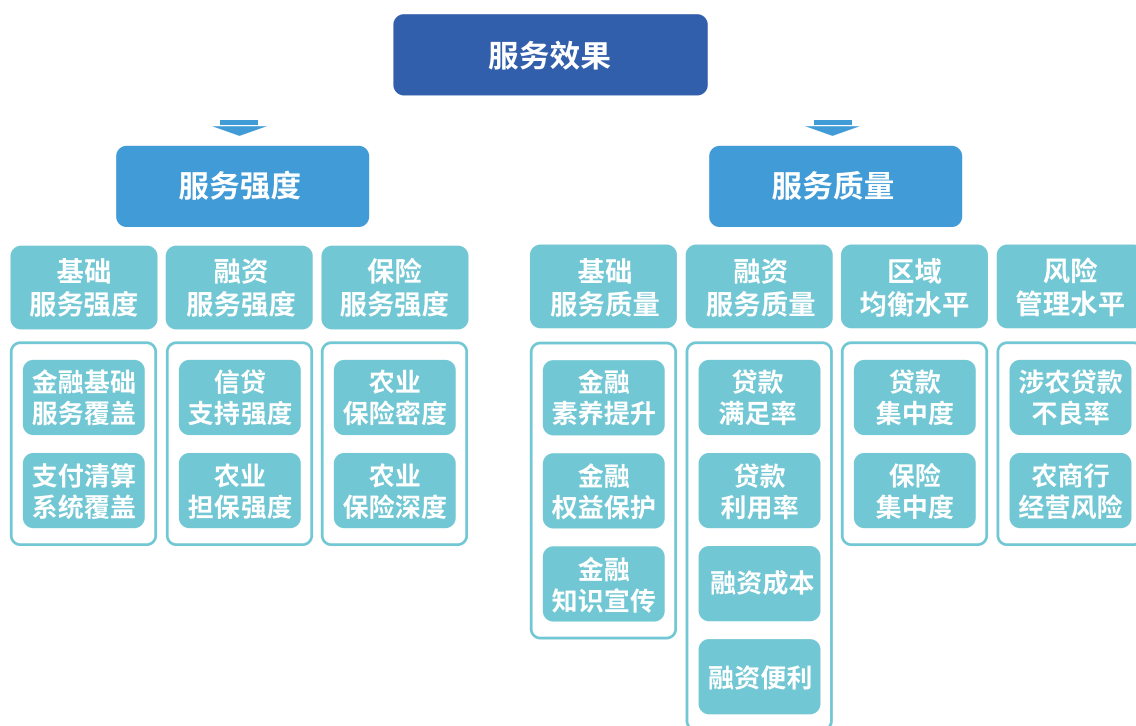 服务效果
服务强度
服务质量
基础
服务强度
融资
服务强度
保险
服务强度
基础
服务质量
融资
服务质量
区域
均衡水平
风险
管理水平
金融基础
服务覆盖
支付清算
系统覆盖
信贷
支持强度
农业
担保强度
农业
保险密度
农业
保险深度
金融
素养提升
金融
权益保护
金融
知识宣传
贷款
满足率
贷款
利用率
融资成本
融资便利
贷款
集中度
保险
集中度
涉农贷款
不良率
农商行
经营风险